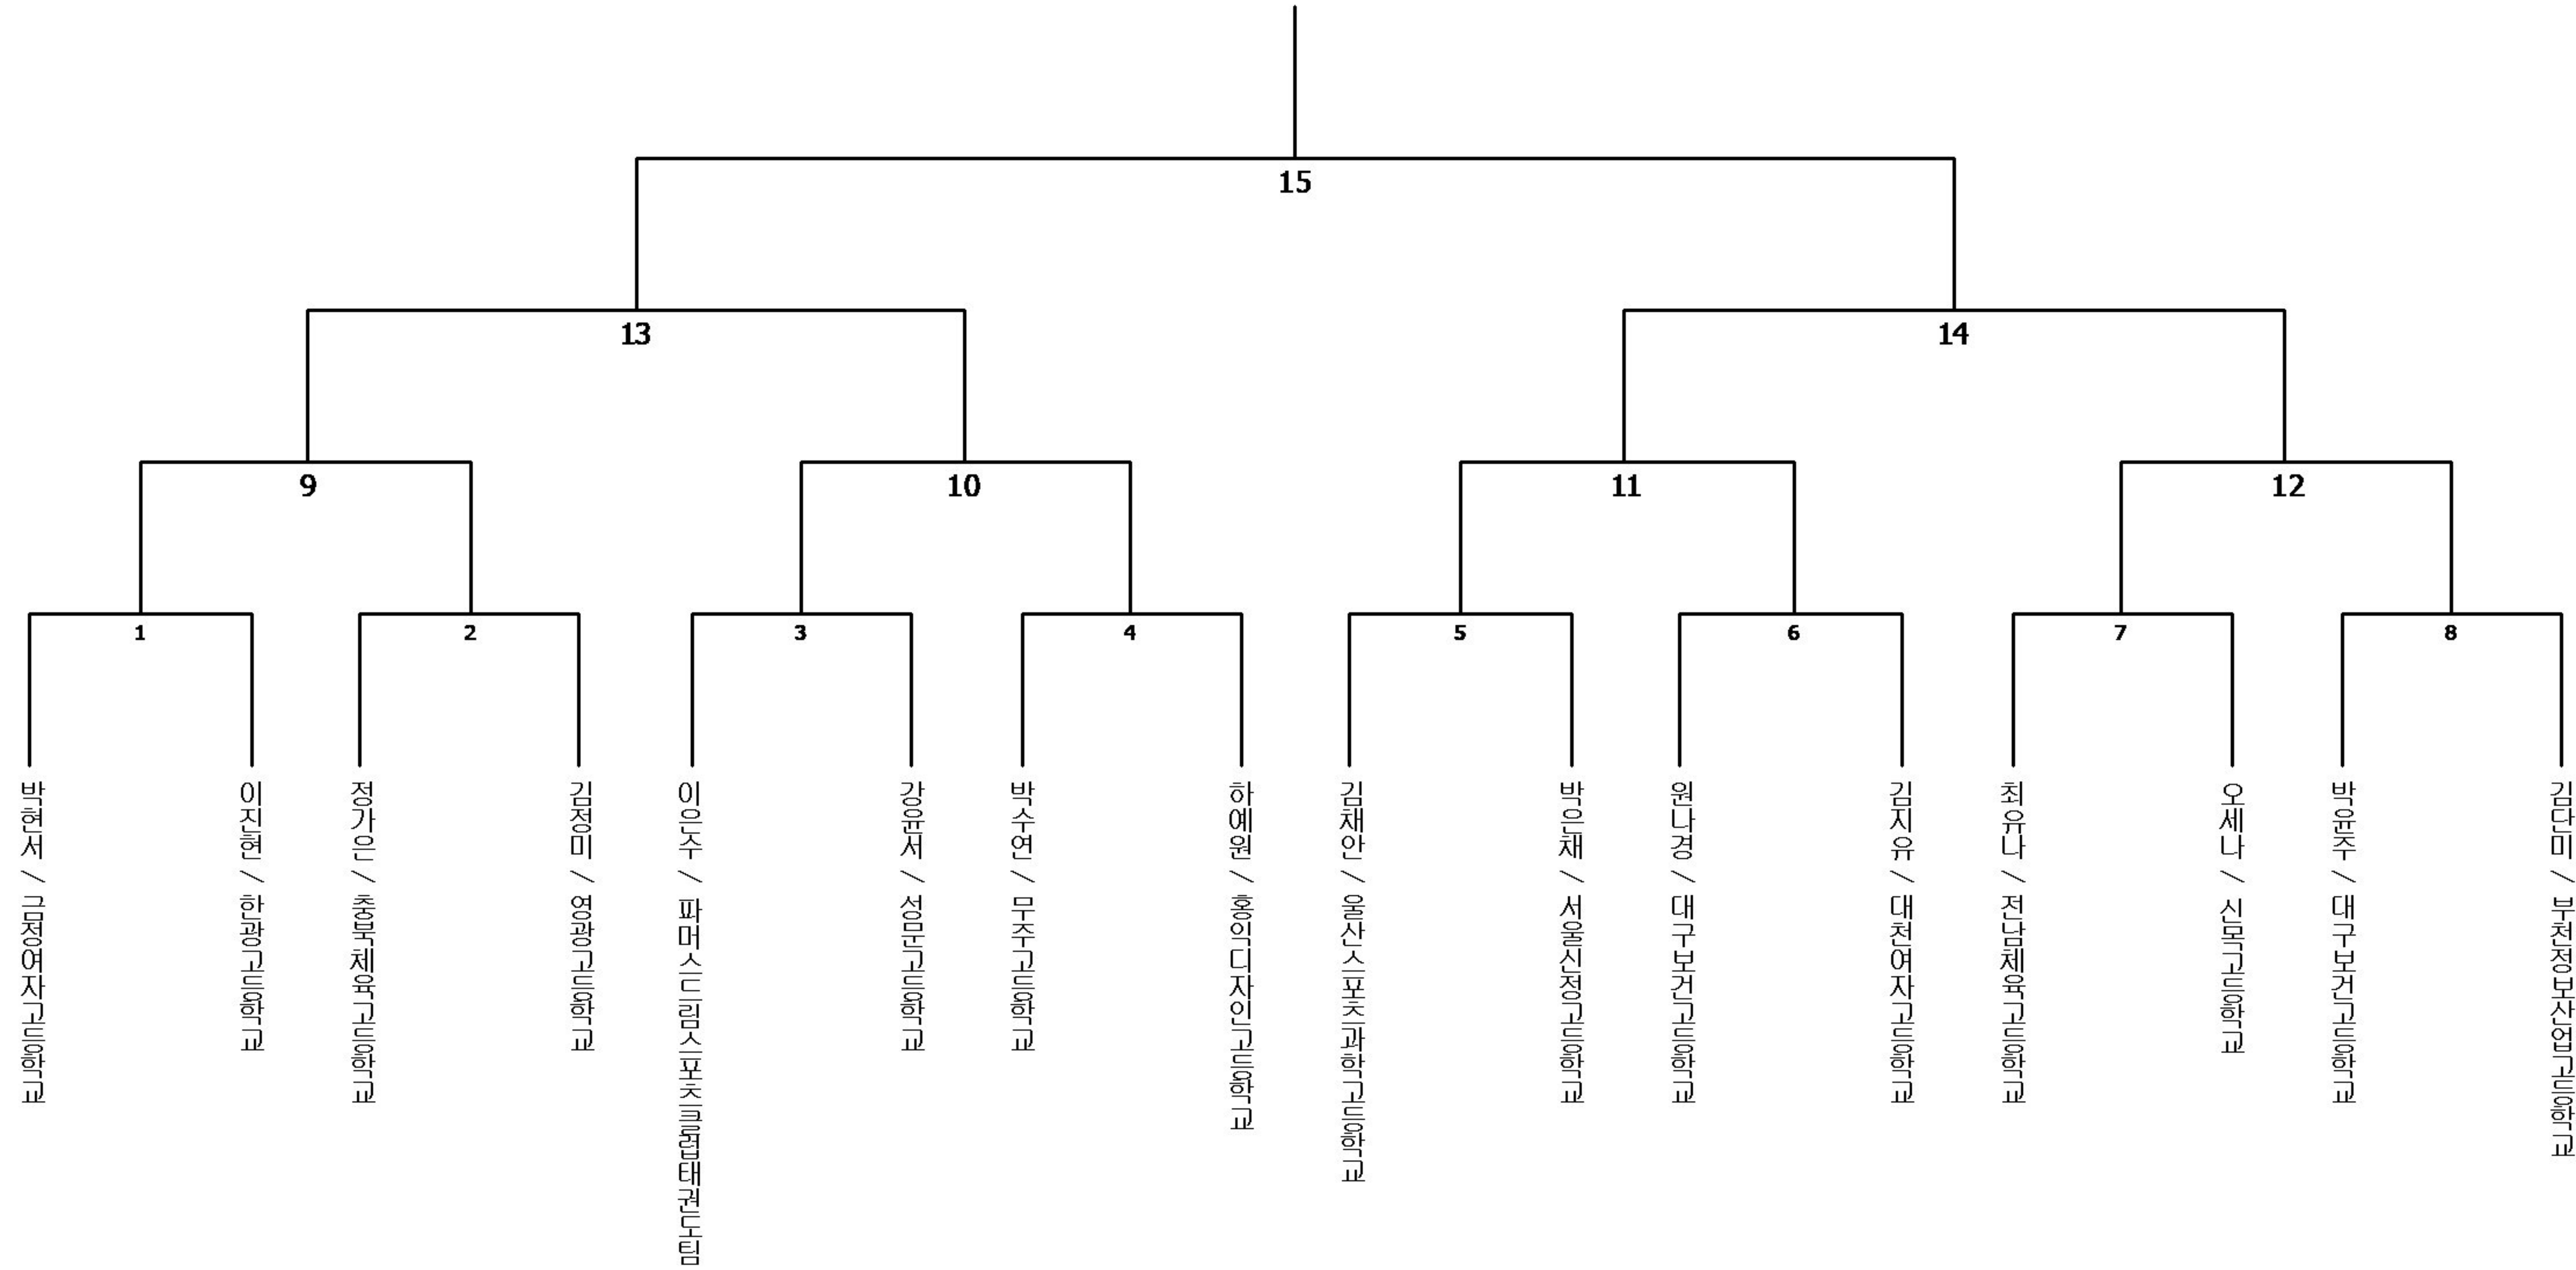 15
13
14
9
10
11
12
1
2
3
4
5
6
7
8
박현서 / 금정여자고등학교
이진현 / 한광고등학교
정가은 / 충북체육고등학교
김정미 / 영광고등학교
이은수 / 파머스드림스포츠클럽태권도팀
강윤서 / 성문고등학교
박수연 / 무주고등학교
하예원 / 홍익디자인고등학교
김채안 / 울산스포츠과학고등학교
박은채 / 서울신정고등학교
원나경 / 대구보건고등학교
김지유 / 대천여자고등학교
최유나 / 전남체육고등학교
오세나 / 신목고등학교
박윤주 / 대구보건고등학교
김단미 / 부천정보산업고등학교